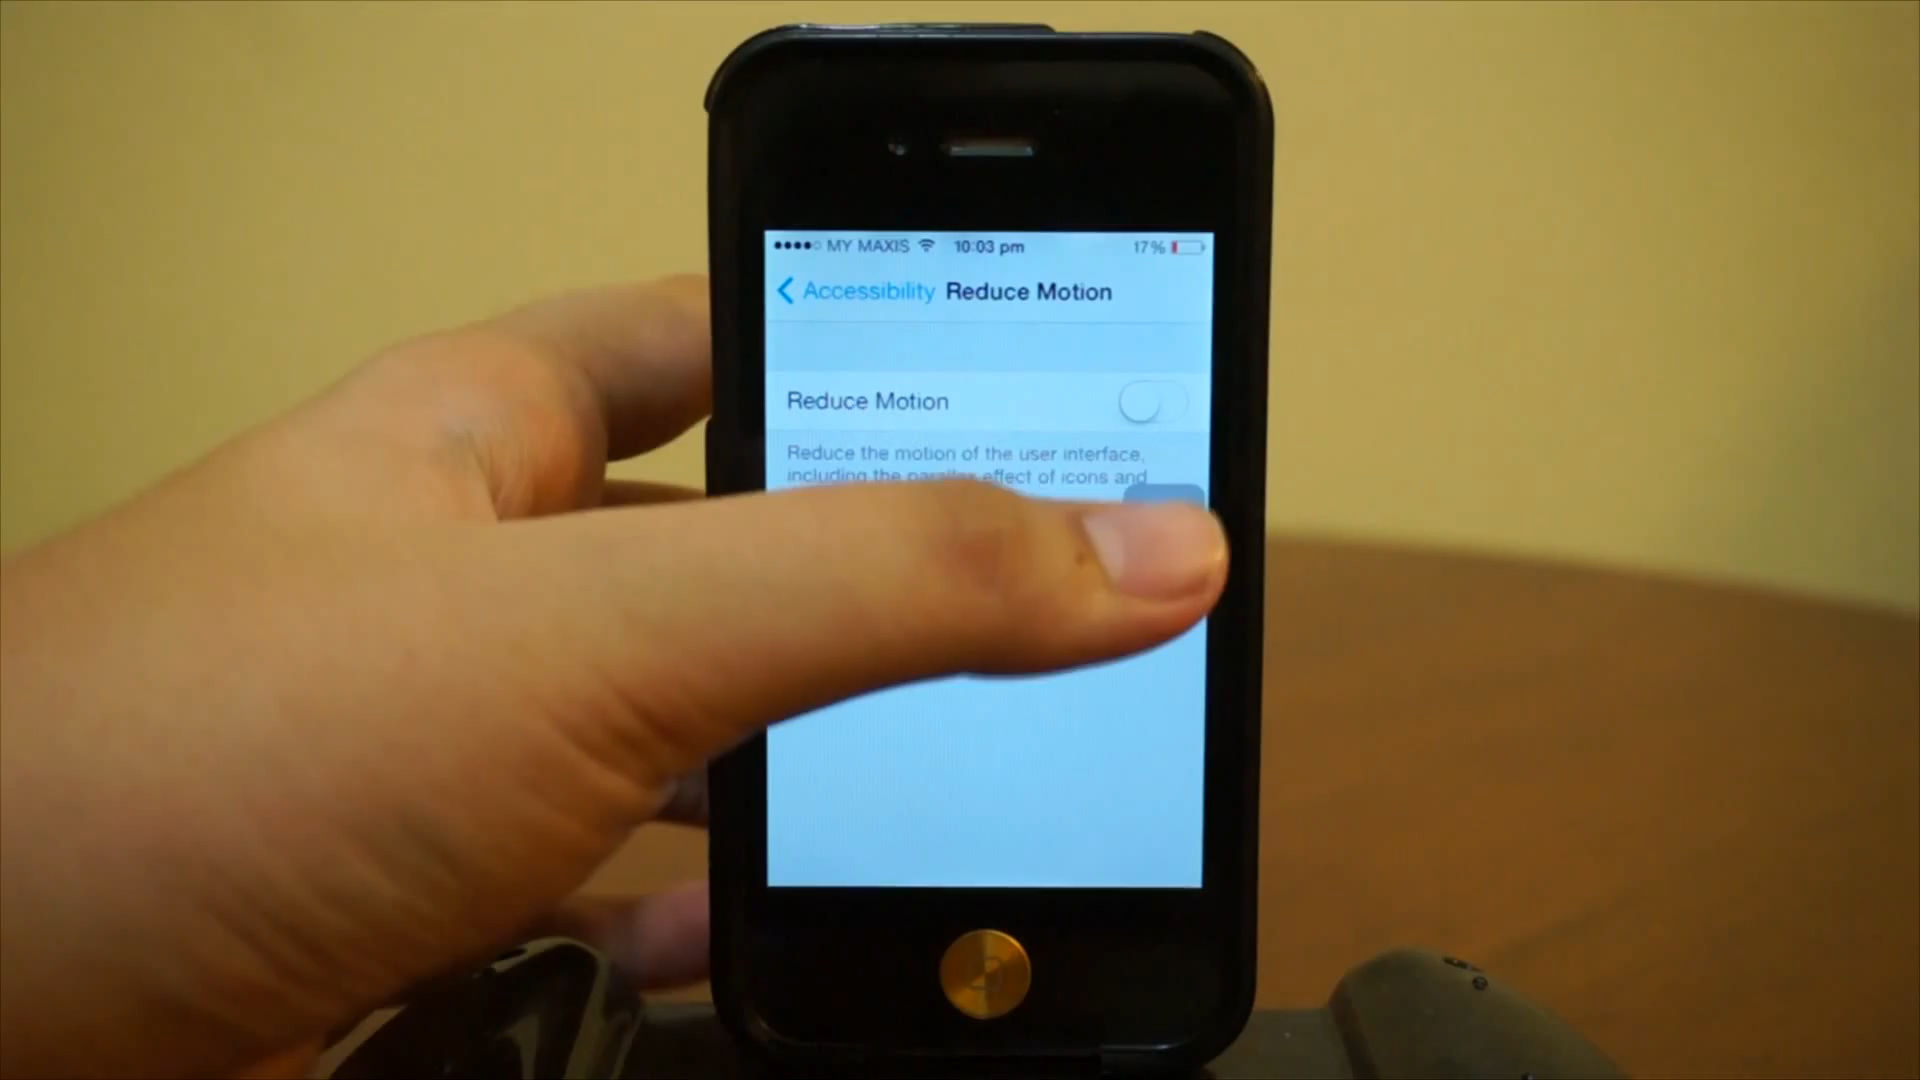 MY MAXIS 10:03 pm 17%
Accessibility Reduce Motion
Reduce Motion
Reduce the motion of the user interface,
including the parallax effect of icons and